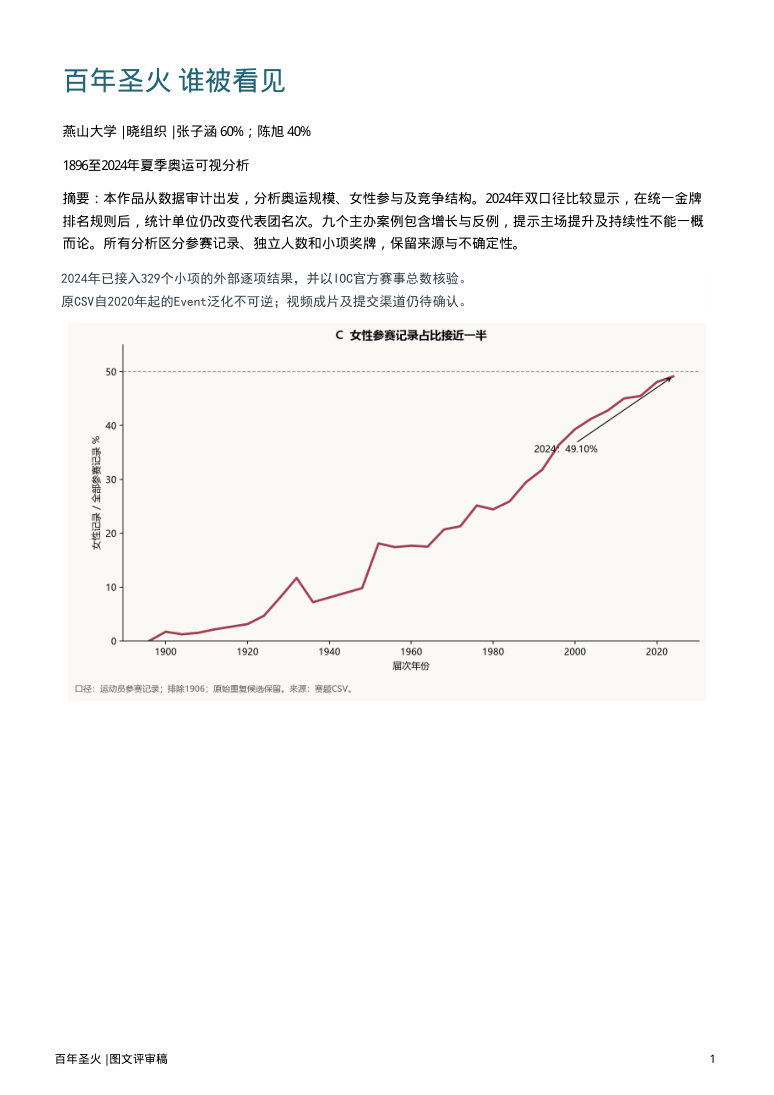 百年圣火 谁被看见
燕山大学 |晓组织 |张子涵 60%；陈旭 40%
1896至2024年夏季奥运可视分析
摘要：本作品从数据审计出发，分析奥运规模、女性参与及竞争结构。2024年双口径比较显示，在统一金牌
排名规则后，统计单位仍改变代表团名次。九个主办案例包含增长与反例，提示主场提升及持续性不能一概
而论。所有分析区分参赛记录、独立人数和小项奖牌，保留来源与不确定性。
2024年已接入329个小项的外部逐项结果，并以IOC官方赛事总数核验。
原CSV自2020年起的Event泛化不可逆；视频成片及提交渠道仍待确认。
C 女性参赛记录占比接近一半
女性记录 / 全部参赛记录 %
50
40
30
20
10
0
2024：49.10%
1900 1920 1940 1960 1980 2000 2020
届次年份
口径：运动员参赛记录；排除1906；原始重复候选保留。来源：赛题CSV。
百年圣火 |图文评审稿 1